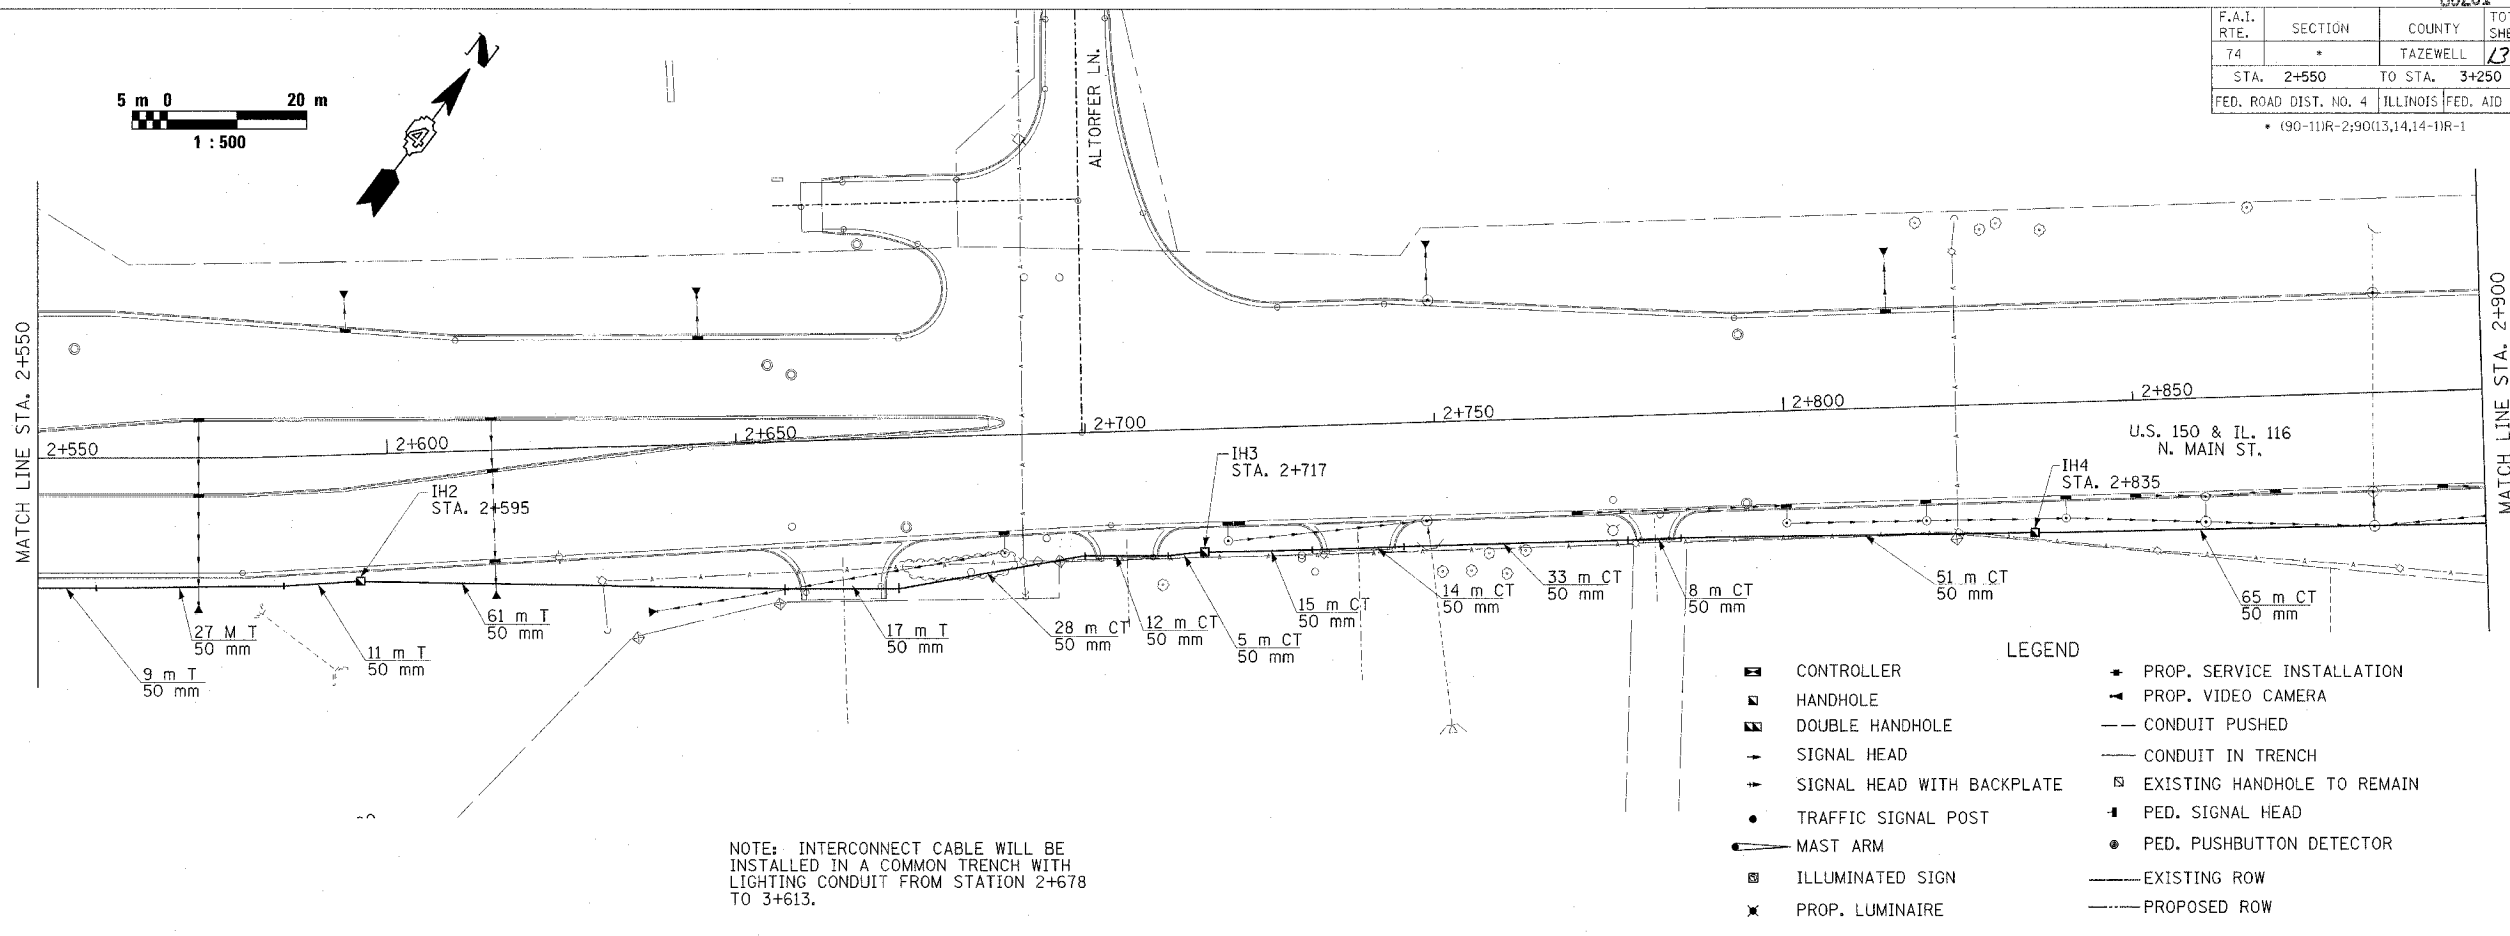 F.A.I. RTE. SECTION COUNTY
74 * TAZEWELL
STA. 2+550 TO STA. 3+250
FED. ROAD DIST. NO. 4 ILLINOIS FED. AID
* (90-11)R-2;90(13,14,14-1)R-1
5 m 0 20 m
1 : 500
N
4
ALTORFER LN.
MATCH LINE STA. 2+550
MATCH LINE STA. 2+900
2+550
2+600
2+650
2+700
2+750
2+800
2+850
U.S. 150 & IL. 116
N. MAIN ST.
IH2
STA. 2+595
IH3
STA. 2+717
IH4
STA. 2+835
9 m T
50 mm
27 M T
50 mm
11 m T
50 mm
61 m T
50 mm
17 m T
50 mm
28 m CT
50 mm
12 m CT
50 mm
5 m CT
50 mm
15 m CT
50 mm
14 m CT
50 mm
33 m CT
50 mm
8 m CT
50 mm
51 m CT
50 mm
65 m CT
50 mm
LEGEND
CONTROLLER
HANDHOLE
DOUBLE HANDHOLE
SIGNAL HEAD
SIGNAL HEAD WITH BACKPLATE
TRAFFIC SIGNAL POST
MAST ARM
ILLUMINATED SIGN
PROP. LUMINAIRE
PROP. SERVICE INSTALLATION
PROP. VIDEO CAMERA
CONDUIT PUSHED
CONDUIT IN TRENCH
EXISTING HANDHOLE TO REMAIN
PED. SIGNAL HEAD
PED. PUSHBUTTON DETECTOR
EXISTING ROW
PROPOSED ROW
NOTE: INTERCONNECT CABLE WILL BE
INSTALLED IN A COMMON TRENCH WITH
LIGHTING CONDUIT FROM STATION 2+678
TO 3+613.